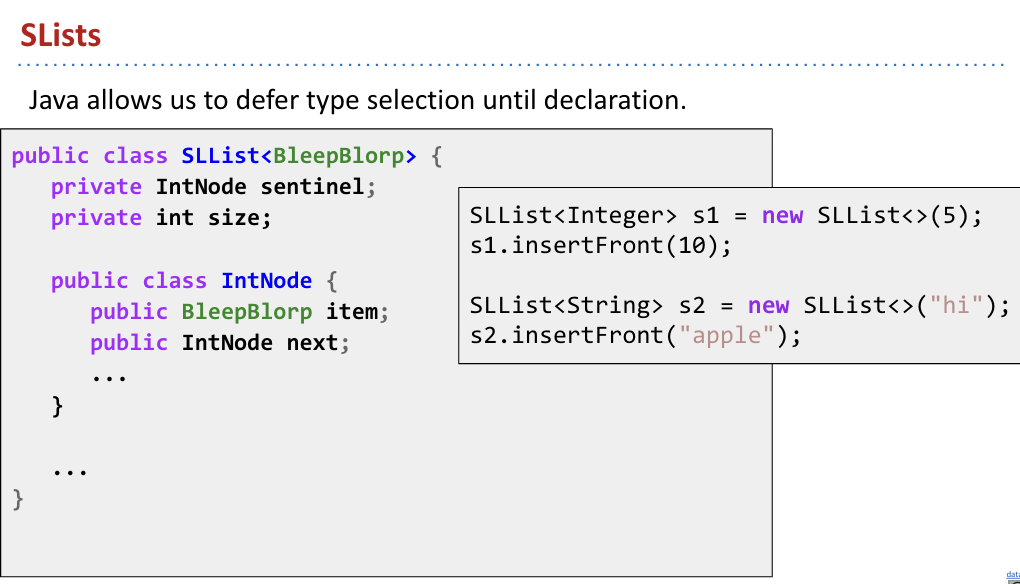 SLists
Java allows us to defer type selection until declaration.
public class SLList<BleepBlorp> {
private IntNode sentinel;
private int size;
public class IntNode {
public BleepBlorp item;
public IntNode next;
...
}
...
}
SLList<Integer> s1 = new SLList<>(5);
s1.insertFront(10);
SLList<String> s2 = new SLList<>("hi");
s2.insertFront("apple");